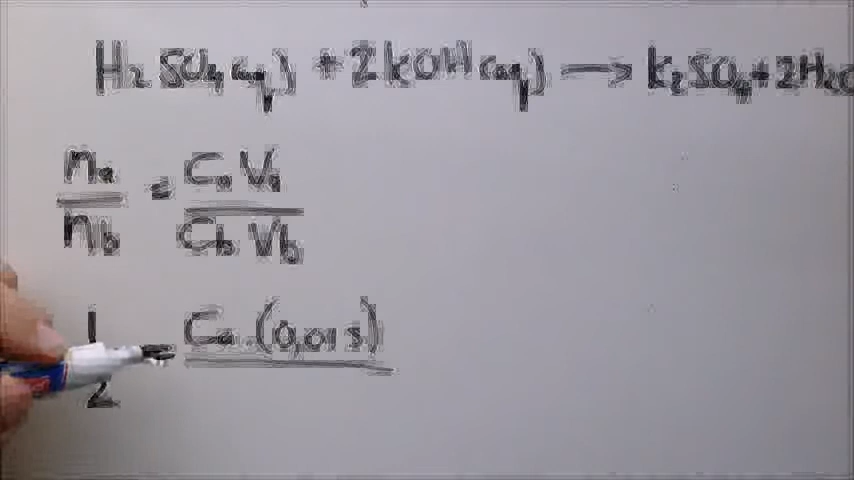 H₂SO₄(aq) + 2KOH(aq) → K₂SO₄ + 2H₂O
na/nb = CaVa/CbVb
1/2 = Ca (0,015)